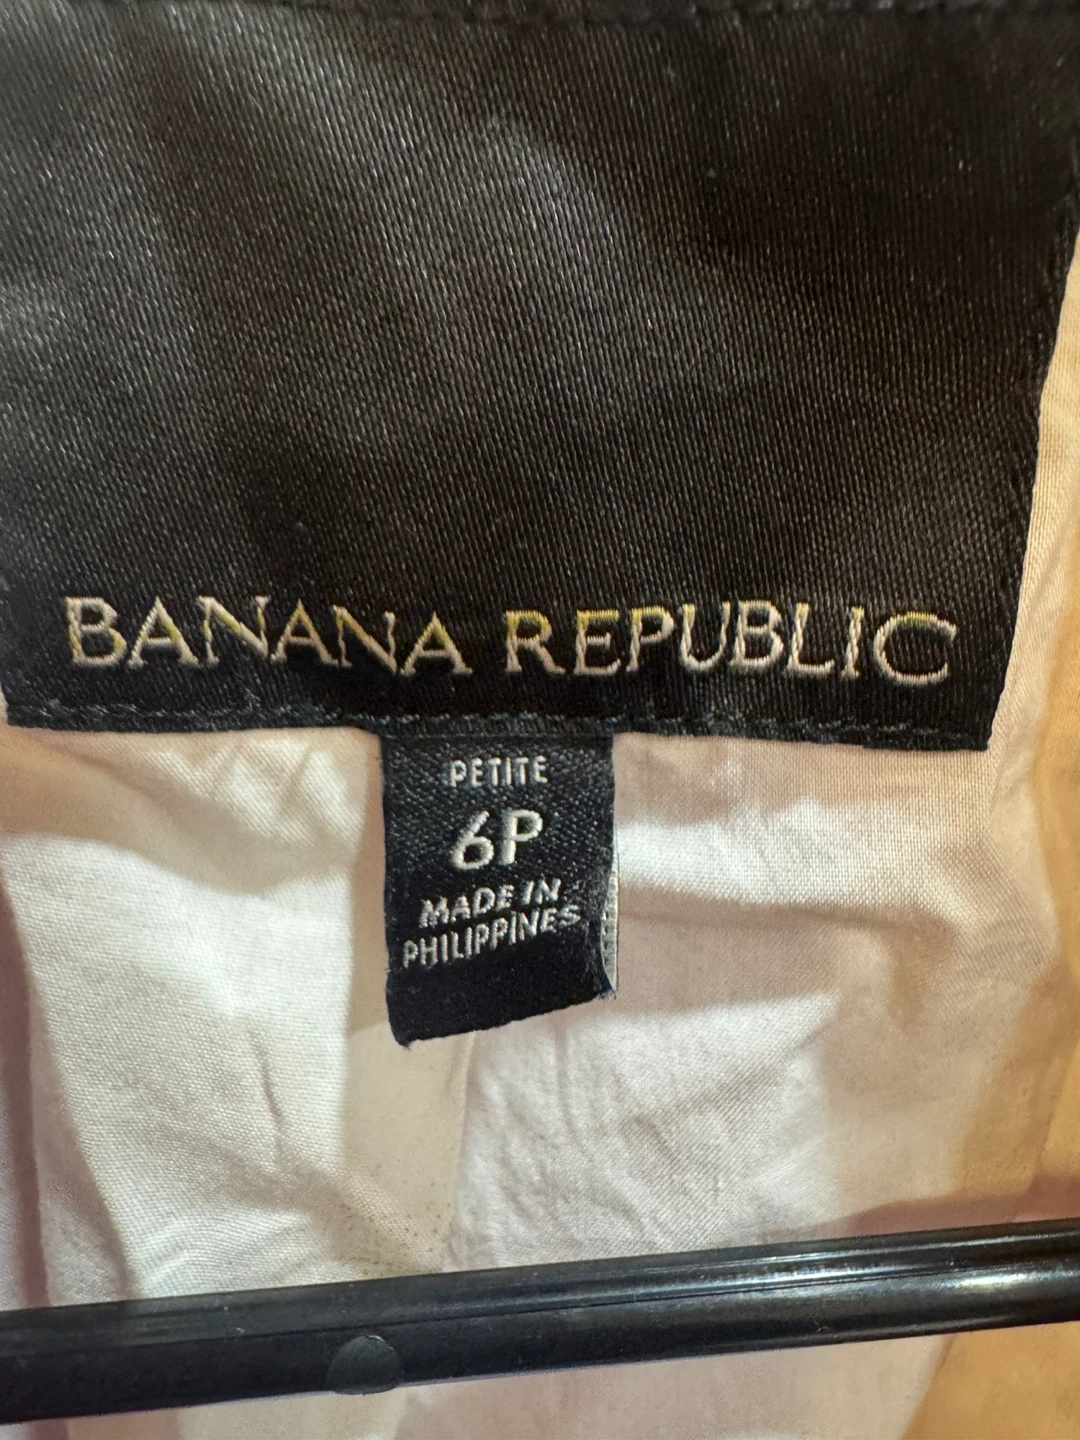 BANANA REPUBLIC
PETITE
6P
MADE IN
PHILIPPINES